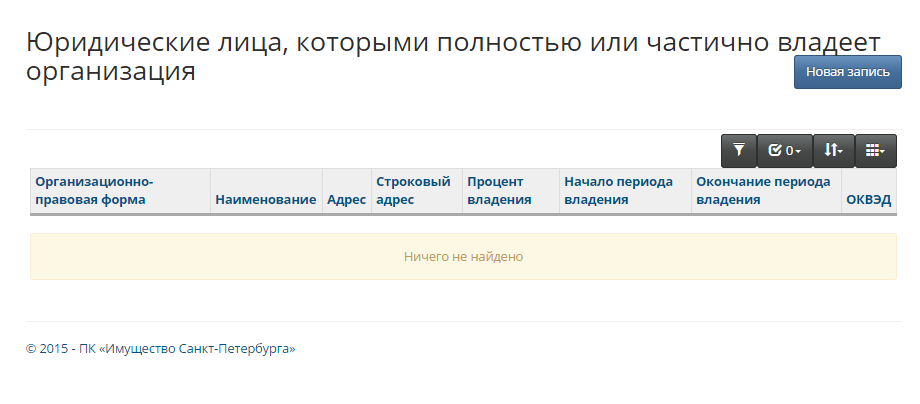 Юридические лица, которыми полностью или частично владеет
организация
Новая запись
0
Организационно-
правовая форма
Наименование
Адрес
Строковый
адрес
Процент
владения
Начало периода
владения
Окончание периода
владения
ОКВЭД
Ничего не найдено
© 2015 - ПК «Имущество Санкт-Петербурга»